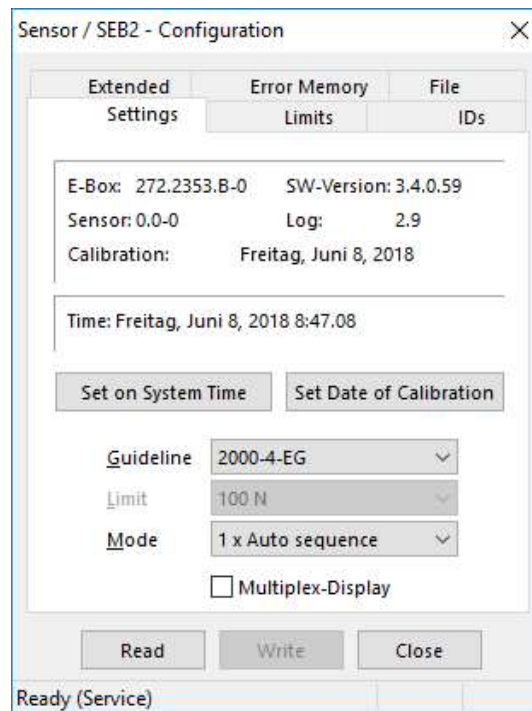 Sensor / SEB2 - Configuration
Extended Error Memory File
Settings Limits IDs
E-Box: 272.2353.B-0 SW-Version: 3.4.0.59
Sensor: 0.0-0 Log: 2.9
Calibration: Freitag, Juni 8, 2018
Time: Freitag, Juni 8, 2018 8:47.08
Set on System Time Set Date of Calibration
Guideline 2000-4-EG
Limit 100 N
Mode 1 x Auto sequence
Multiplex-Display
Read Write Close
Ready (Service)